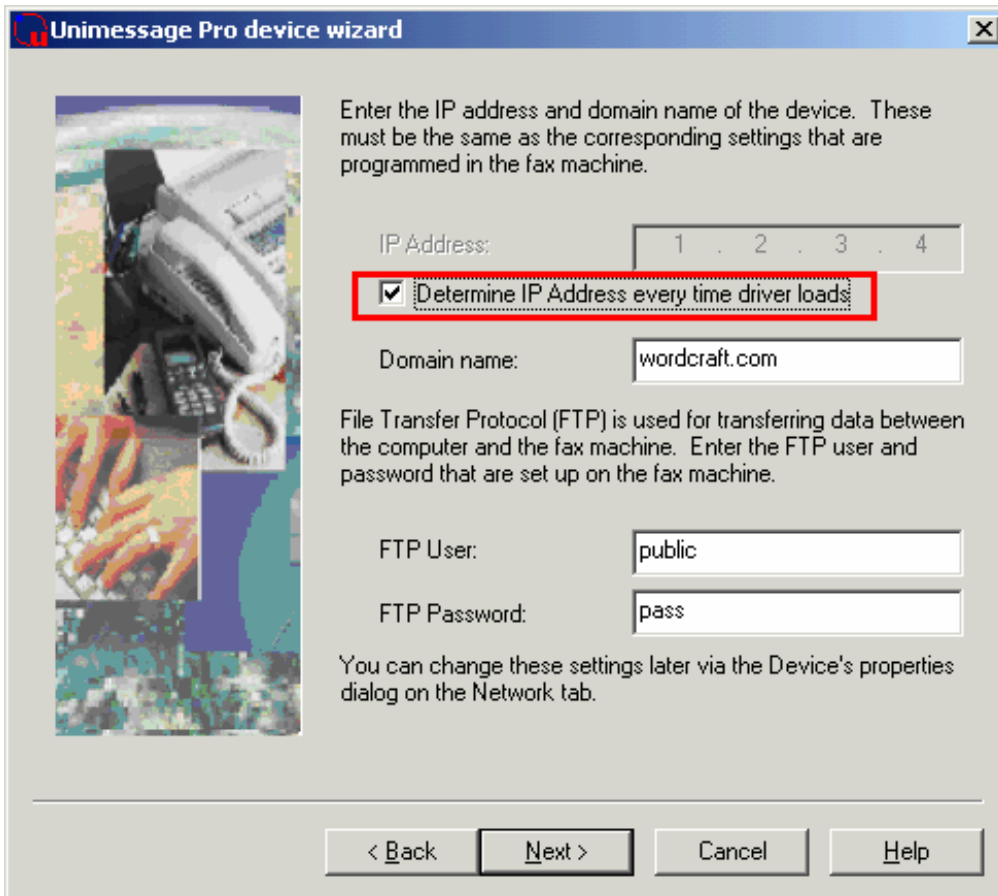 Unimessage Pro device wizard
Enter the IP address and domain name of the device. These
must be the same as the corresponding settings that are
programmed in the fax machine.
IP Address: 1 . 2 . 3 . 4
Determine IP Address every time driver loads
Domain name: wordcraft.com
File Transfer Protocol (FTP) is used for transferring data between
the computer and the fax machine. Enter the FTP user and
password that are set up on the fax machine.
FTP User: public
FTP Password: pass
You can change these settings later via the Device's properties
dialog on the Network tab.
< Back Next > Cancel Help